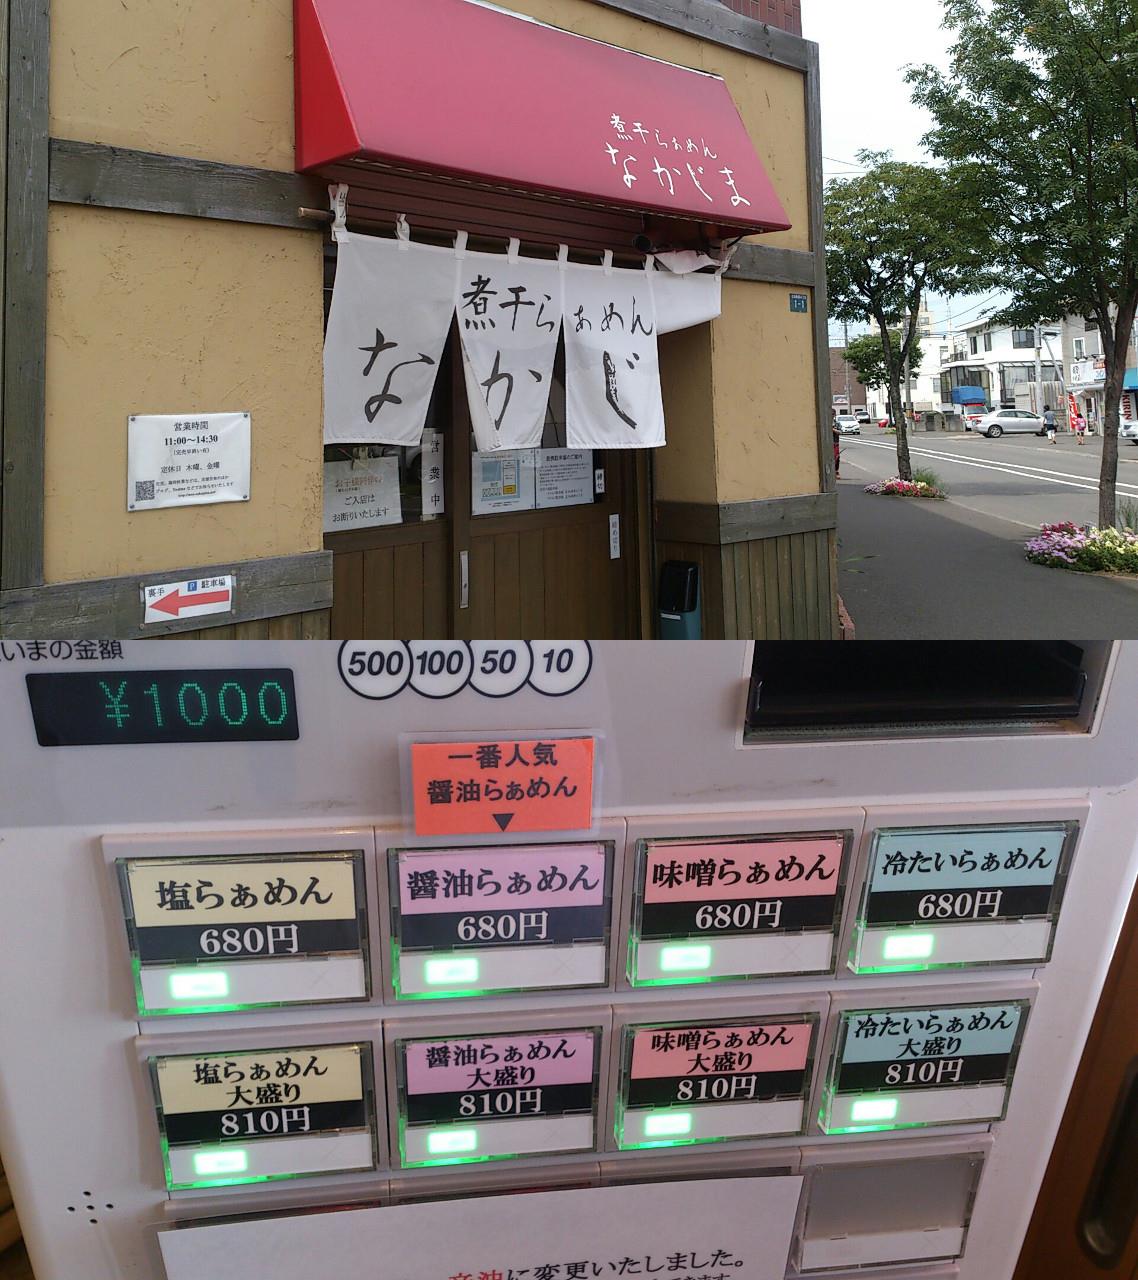 煮干らぁめん
なかじま
煮干らぁめん
なかじ
営業時間
11:00～14:30
定休日 木曜、金曜
裏手 P 駐車場
営業中
ご入店は
お断りいたします
1-1
KIRIN
いまの金額
¥1000
500 100 50 10
一番人気
醤油らぁめん
▼
塩らぁめん
680円
醤油らぁめん
680円
味噌らぁめん
680円
冷たいらぁめん
680円
塩らぁめん
大盛り
810円
醤油らぁめん
大盛り
810円
味噌らぁめん
大盛り
810円
冷たいらぁめん
大盛り
810円
に変更いたしました。